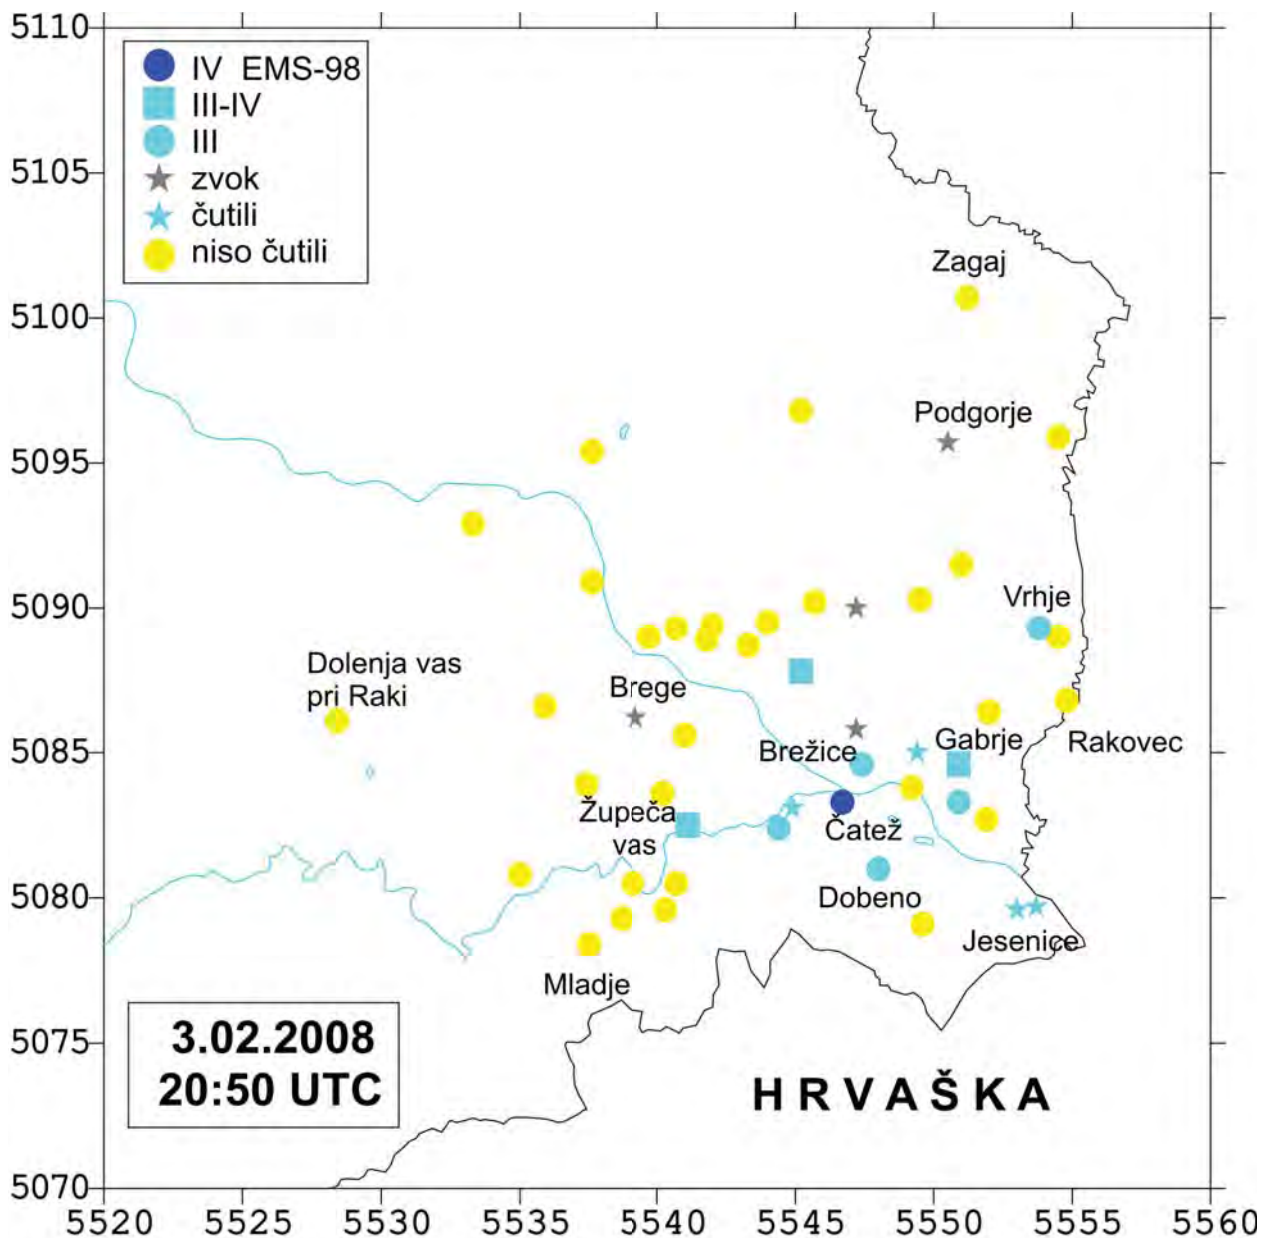 5110
IV EMS-98
III-IV
III
zvok
čutili
niso čutili
5105
Zagaj
5100
Podgorje
5095
5090
Vrhje
Dolenja vas
pri Raki
Brege
5085
Brežice
Gabrje
Rakovec
Župeča
vas
Čatež
5080
Dobeno
Jesenice
Mladje
5075
3.02.2008
20:50 UTC
HRVAŠKA
5070
5520 5525 5530 5535 5540 5545 5550 5555 5560